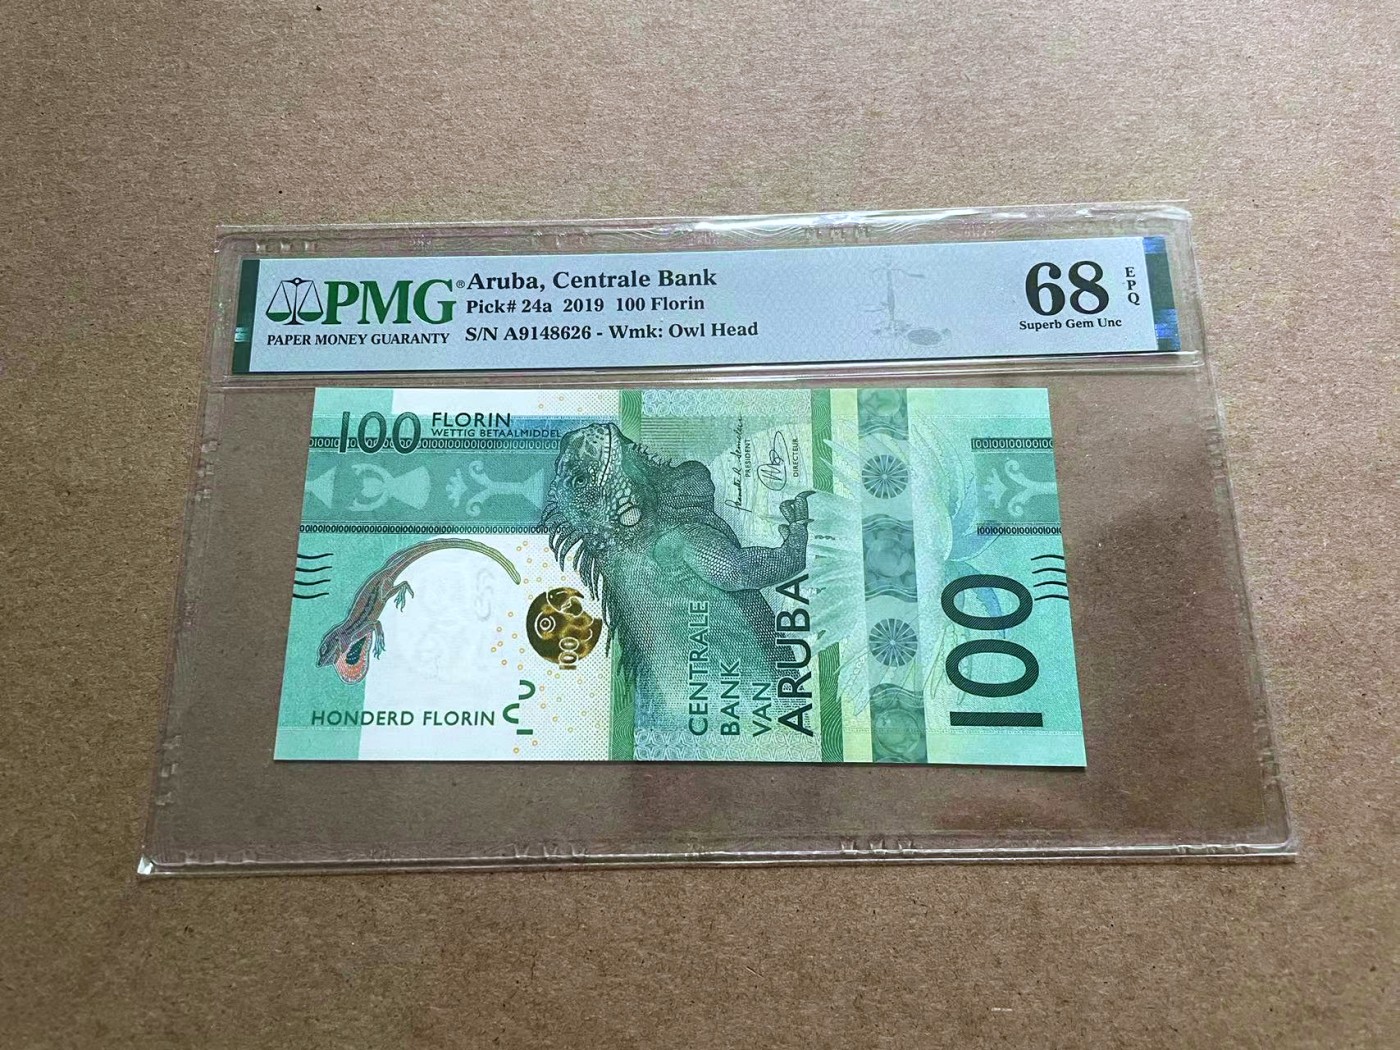 PMG®
PAPER MONEY GUARANTY
Aruba, Centrale Bank
Pick# 24a 2019 100 Florin
S/N A9148626 - Wmk: Owl Head
68
EPQ
Superb Gem Unc
100 FLORIN
WETTIG BETAALMIDDEL
PRESIDENT
DIRECTEUR
100
HONDERD FLORIN
CENTRALE
BANK
VAN
ARUBA
100